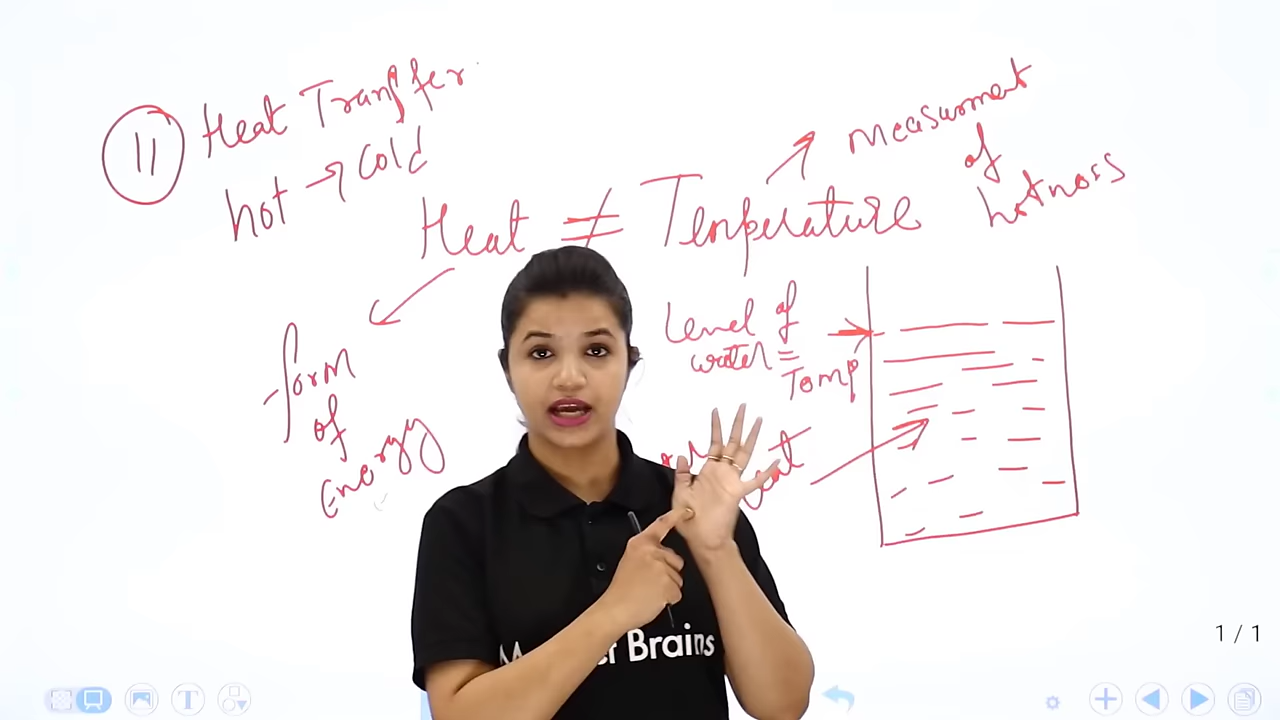 11
Heat Transfer
hot → cold
Heat ≠ Temperature
measurment
of
hotness
form
of
energy
Level of
water =
Temp
Brains
1 / 1
T